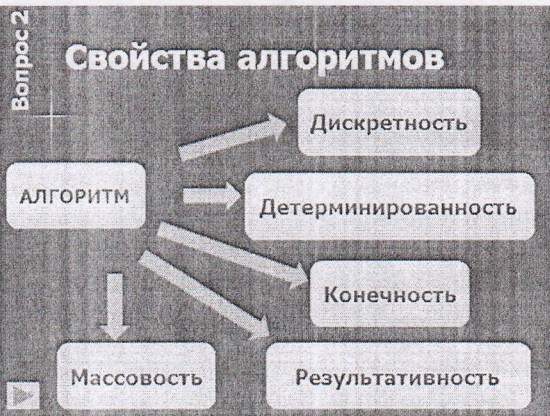 Вопрос 2
Свойства алгоритмов
Дискретность
АЛГОРИТМ
Детерминированность
Конечность
Массовость
Результативность